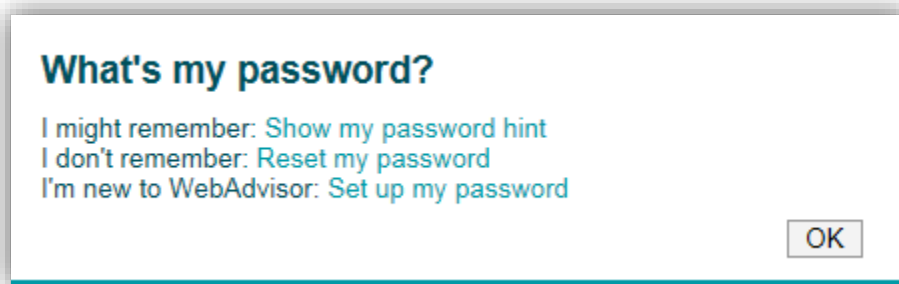 What's my password?
I might remember: Show my password hint
I don't remember: Reset my password
I'm new to WebAdvisor: Set up my password
OK